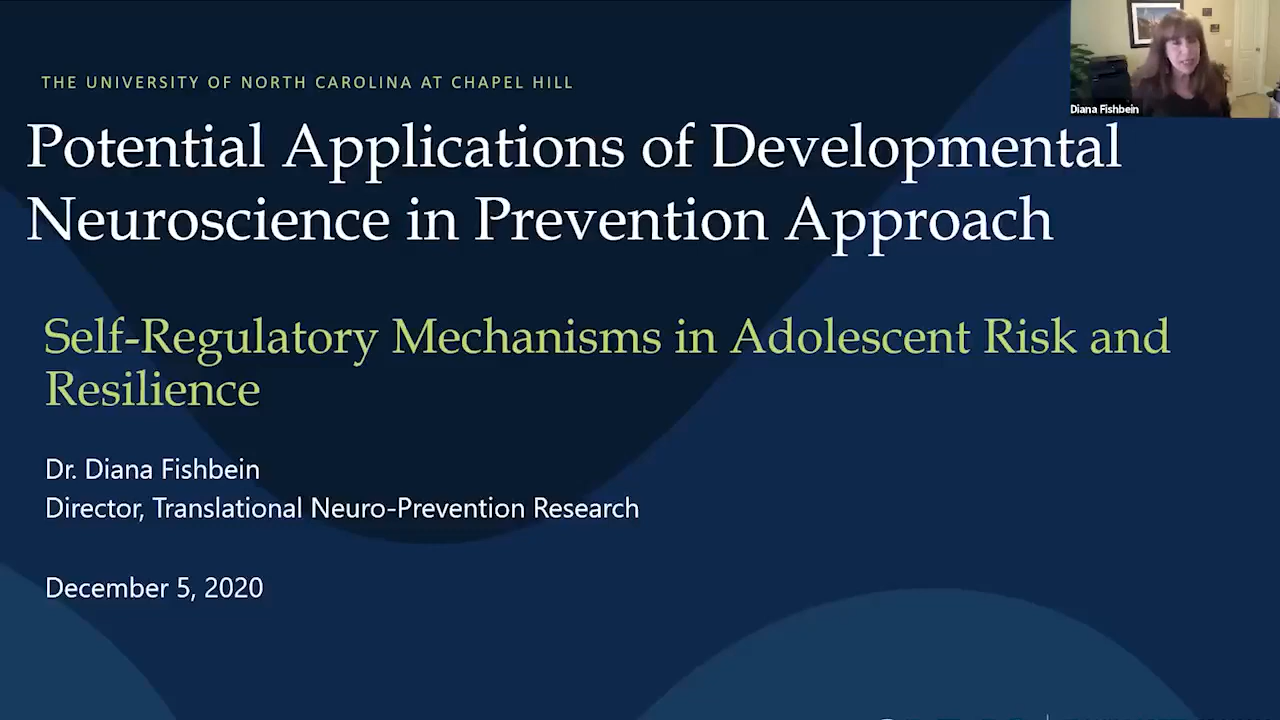 THE UNIVERSITY OF NORTH CAROLINA AT CHAPEL HILL
Diana Fishbein
Potential Applications of Developmental
Neuroscience in Prevention Approach
Self-Regulatory Mechanisms in Adolescent Risk and
Resilience
Dr. Diana Fishbein
Director, Translational Neuro-Prevention Research
December 5, 2020